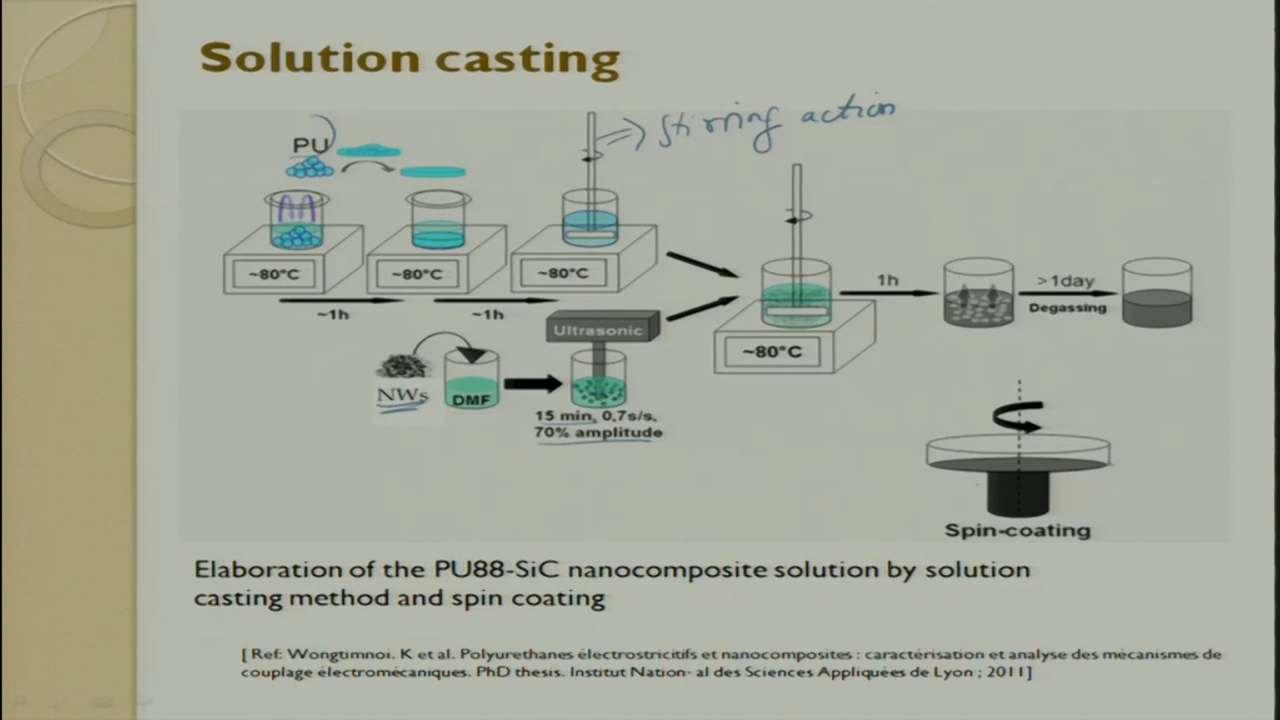 Solution casting
PU
stirring action
~80°C
~80°C
~80°C
~1h
~1h
Ultrasonic
NWs
DMF
15 min, 0,7s/s,
70% amplitude
~80°C
1h
>1day
Degassing
Spin-coating
Elaboration of the PU88-SiC nanocomposite solution by solution
casting method and spin coating
[ Ref: Wongtimnoi. K et al. Polyurethanes électrostricitifs et nanocomposites : caractérisation et analyse des mécanismes de
couplage électromécaniques. PhD thesis. Institut Nation- al des Sciences Appliquées de Lyon ; 2011]